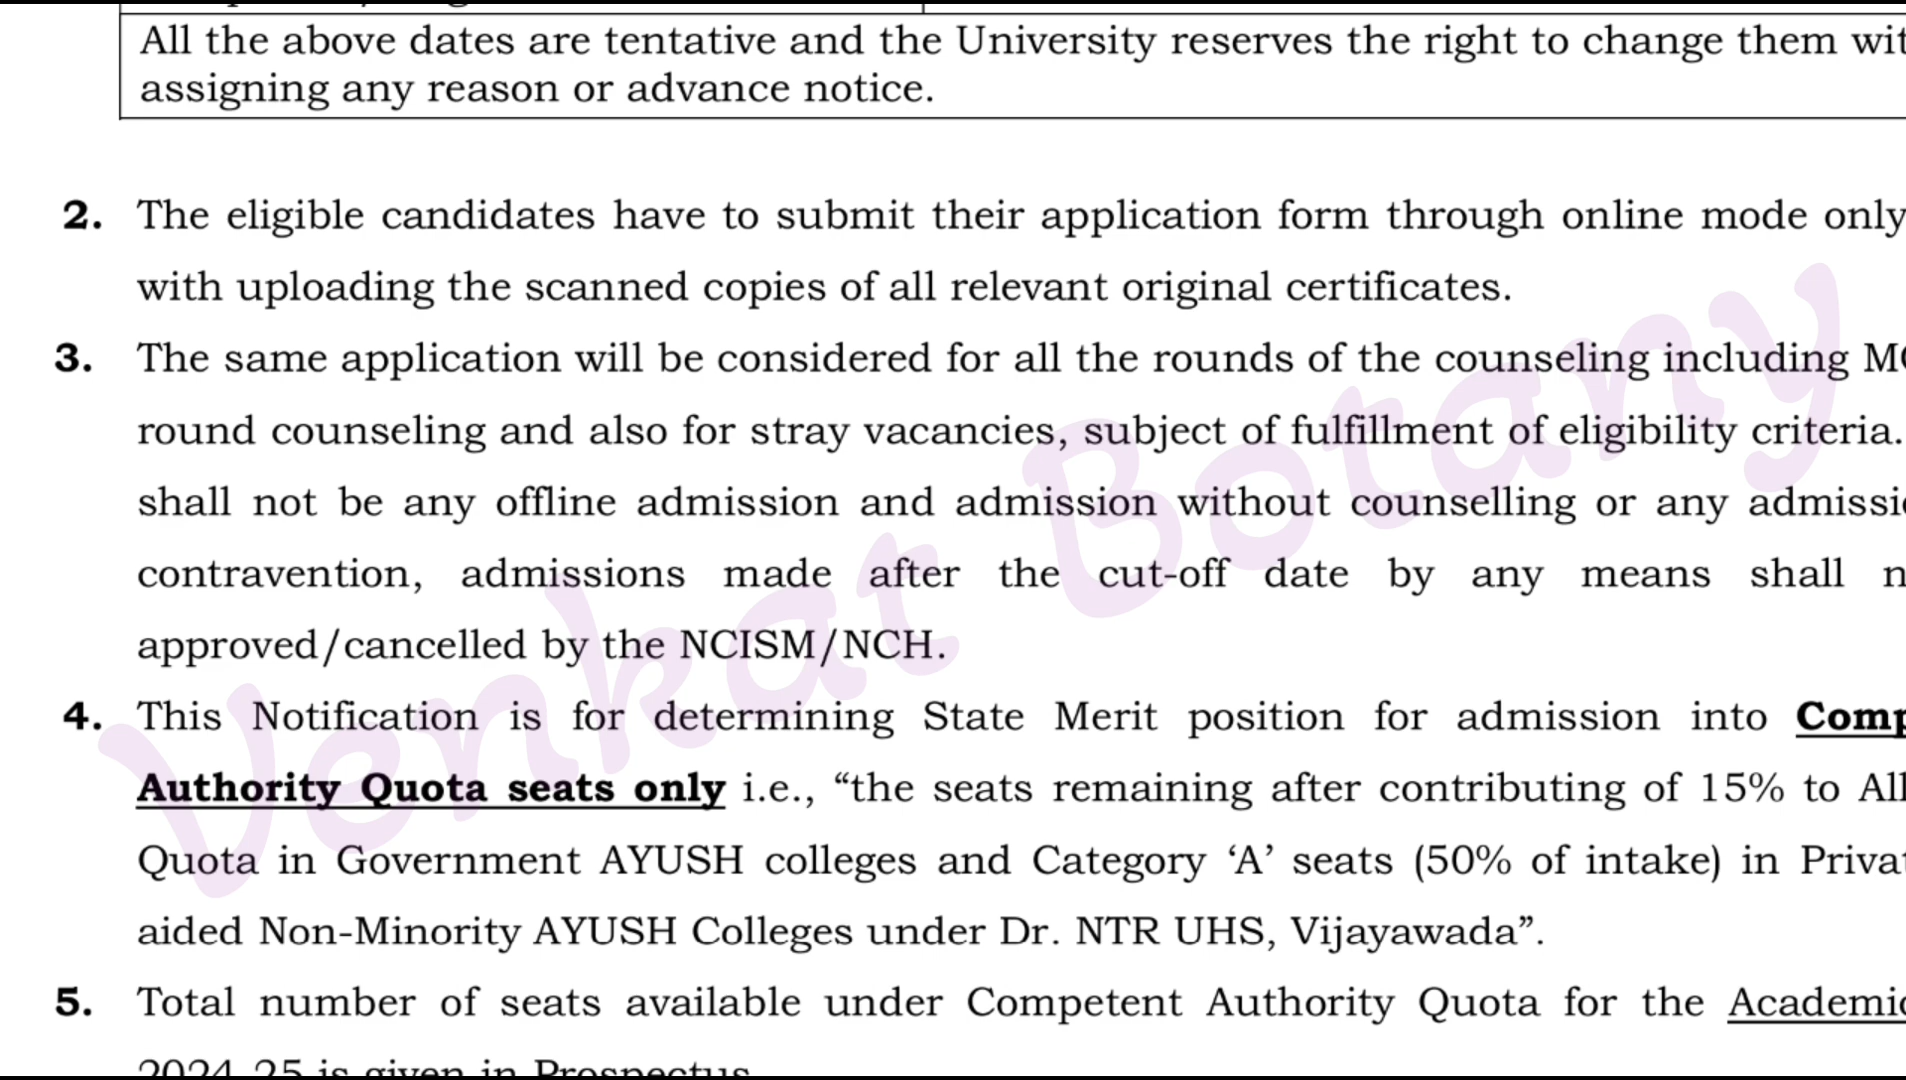 All the above dates are tentative and the University reserves the right to change them
assigning any reason or advance notice.
2. The eligible candidates have to submit their application form through online mode only
with uploading the scanned copies of all relevant original certificates.
3. The same application will be considered for all the rounds of the counseling including
round counseling and also for stray vacancies, subject of fulfillment of eligibility criteria.
shall not be any offline admission and admission without counselling or any
contravention, admissions made after the cut-off date by any means shall
approved/cancelled by the NCISM/NCH.
4. This Notification is for determining State Merit position for admission into
Authority Quota seats only i.e., “the seats remaining after contributing of 15% to All
Quota in Government AYUSH colleges and Category ‘A’ seats (50% of intake) in
aided Non-Minority AYUSH Colleges under Dr. NTR UHS, Vijayawada”.
5. Total number of seats available under Competent Authority Quota for the Academic
2024-25 is given in Prospectus
Venkat Botany